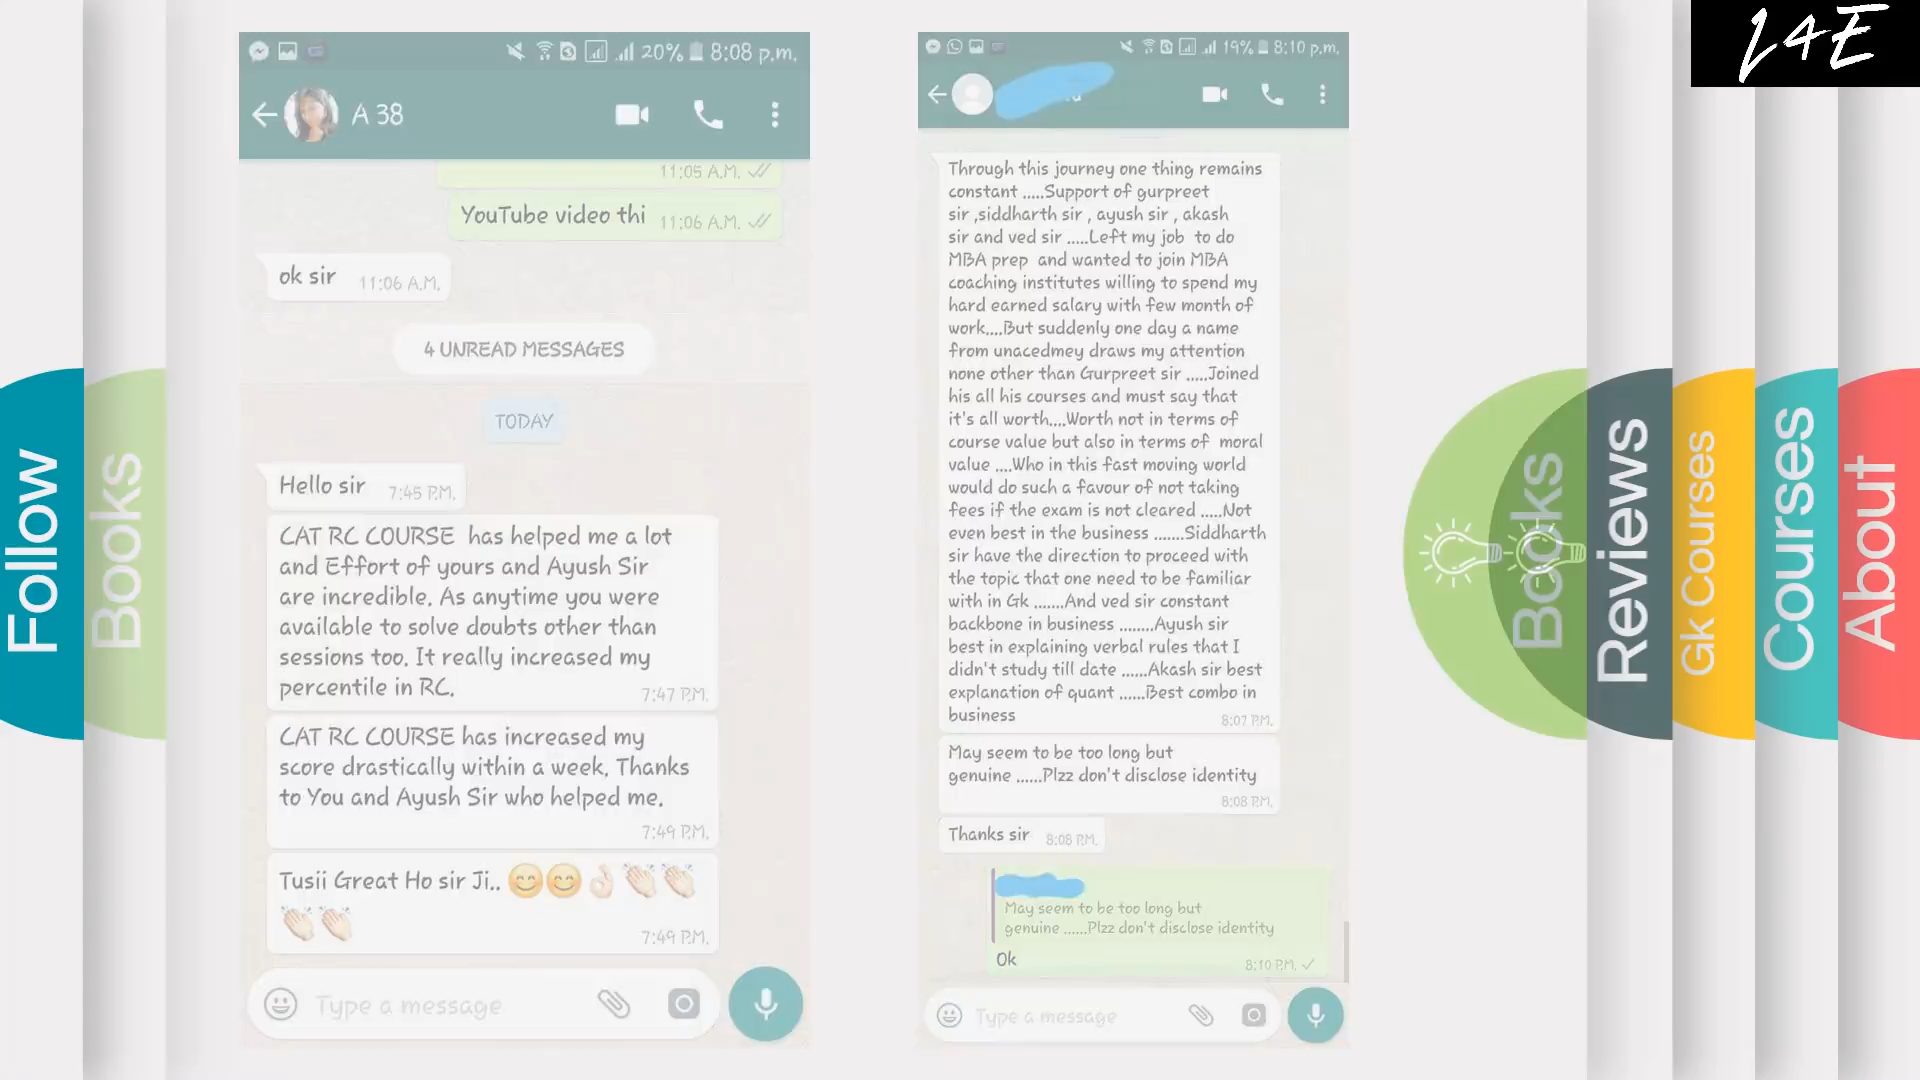 L4E
Follow
Books
20% 8:08 p.m.
A 38
11:05 A.M.
YouTube video thi 11:06 A.M.
ok sir 11:06 A.M.
4 UNREAD MESSAGES
TODAY
Hello sir 7:45 P.M.
CAT RC COURSE has helped me a lot
and Effort of yours and Ayush Sir
are incredible. As anytime you were
available to solve doubts other than
sessions too. It really increased my
percentile in RC.
7:47 P.M.
CAT RC COURSE has increased my
score drastically within a week, Thanks
to You and Ayush Sir who helped me.
7:49 P.M.
Tusii Great Ho sir Ji..
7:49 P.M.
Type a message
19% 8:10 p.m.
Through this journey one thing remains
constant .....Support of gurpreet
sir ,siddharth sir , ayush sir , akash
sir and ved sir .....Left my job to do
MBA prep and wanted to join MBA
coaching institutes willing to spend my
hard earned salary with few month of
work....But suddenly one day a name
from unacedmey draws my attention
none other than Gurpreet sir .....Joined
his all his courses and must say that
it's all worth....Worth not in terms of
course value but also in terms of moral
value ....Who in this fast moving world
would do such a favour of not taking
fees if the exam is not cleared .....Not
even best in the business .......Siddharth
sir have the direction to proceed with
the topic that one need to be familiar
with in Gk .......And ved sir constant
backbone in business ........Ayush sir
best in explaining verbal rules that I
didn't study till date ......Akash sir best
explanation of quant ......Best combo in
business
8:07 P.M.
May seem to be too long but
genuine ......Plzz don't disclose identity
8:08 P.M.
Thanks sir 8:08 P.M.
May seem to be too long but
genuine ......Plzz don't disclose identity
Ok
8:10 P.M.
Type a message
Books
Reviews
Gk Courses
Courses
About